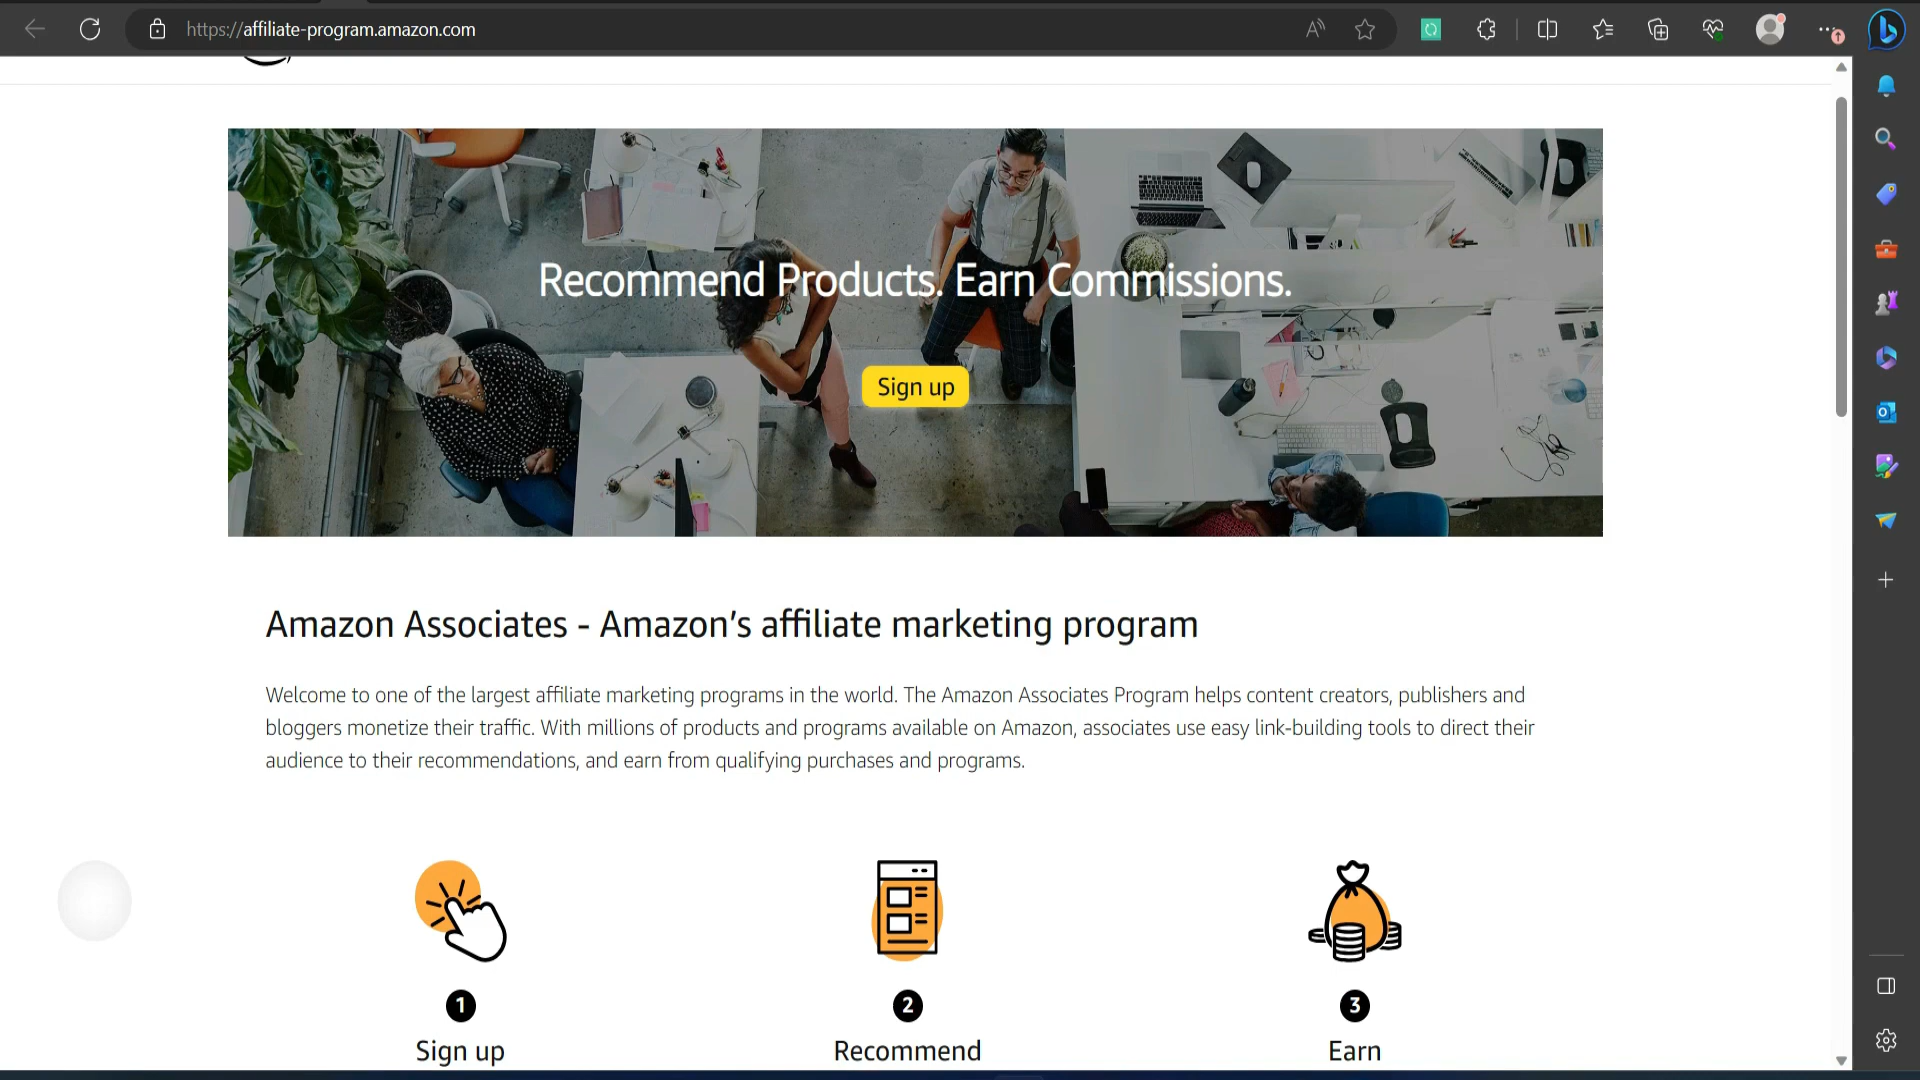 https://affiliate-program.amazon.com
Recommend Products. Earn Commissions.
Sign up
Amazon Associates - Amazon’s affiliate marketing program
Welcome to one of the largest affiliate marketing programs in the world. The Amazon Associates Program helps content creators, publishers and
bloggers monetize their traffic. With millions of products and programs available on Amazon, associates use easy link-building tools to direct their
audience to their recommendations, and earn from qualifying purchases and programs.
1 2 3
Sign up Recommend Earn